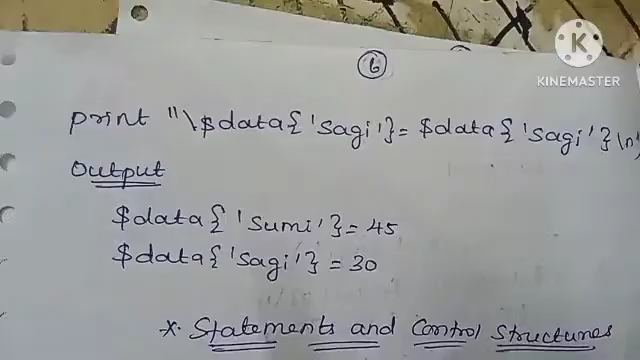 K
KINEMASTER
6
print "\$data{'Sagi'}= $data{'Sagi'}\n"
Output
$data{'Sumi'}= 45
$data{'Sagi'}=30
*. Statements and Control Structures